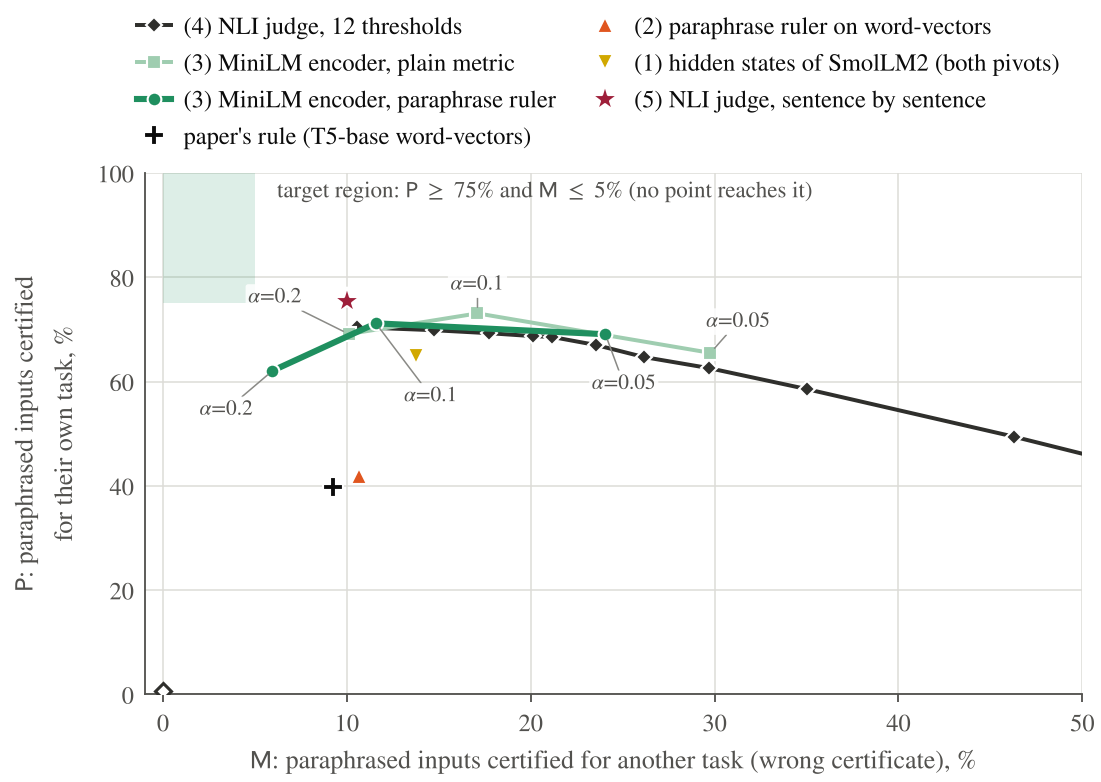 (4) NLI judge, 12 thresholds
(3) MiniLM encoder, plain metric
(3) MiniLM encoder, paraphrase ruler
paper's rule (T5-base word-vectors)
(2) paraphrase ruler on word-vectors
(1) hidden states of SmolLM2 (both pivots)
(5) NLI judge, sentence by sentence
target region: P ≥ 75% and M ≤ 5% (no point reaches it)
α=0.2
α=0.1
α=0.05
α=0.2
α=0.1
α=0.05
100
80
60
40
20
0
P: paraphrased inputs certified
for their own task, %
0 10 20 30 40 50
M: paraphrased inputs certified for another task (wrong certificate), %